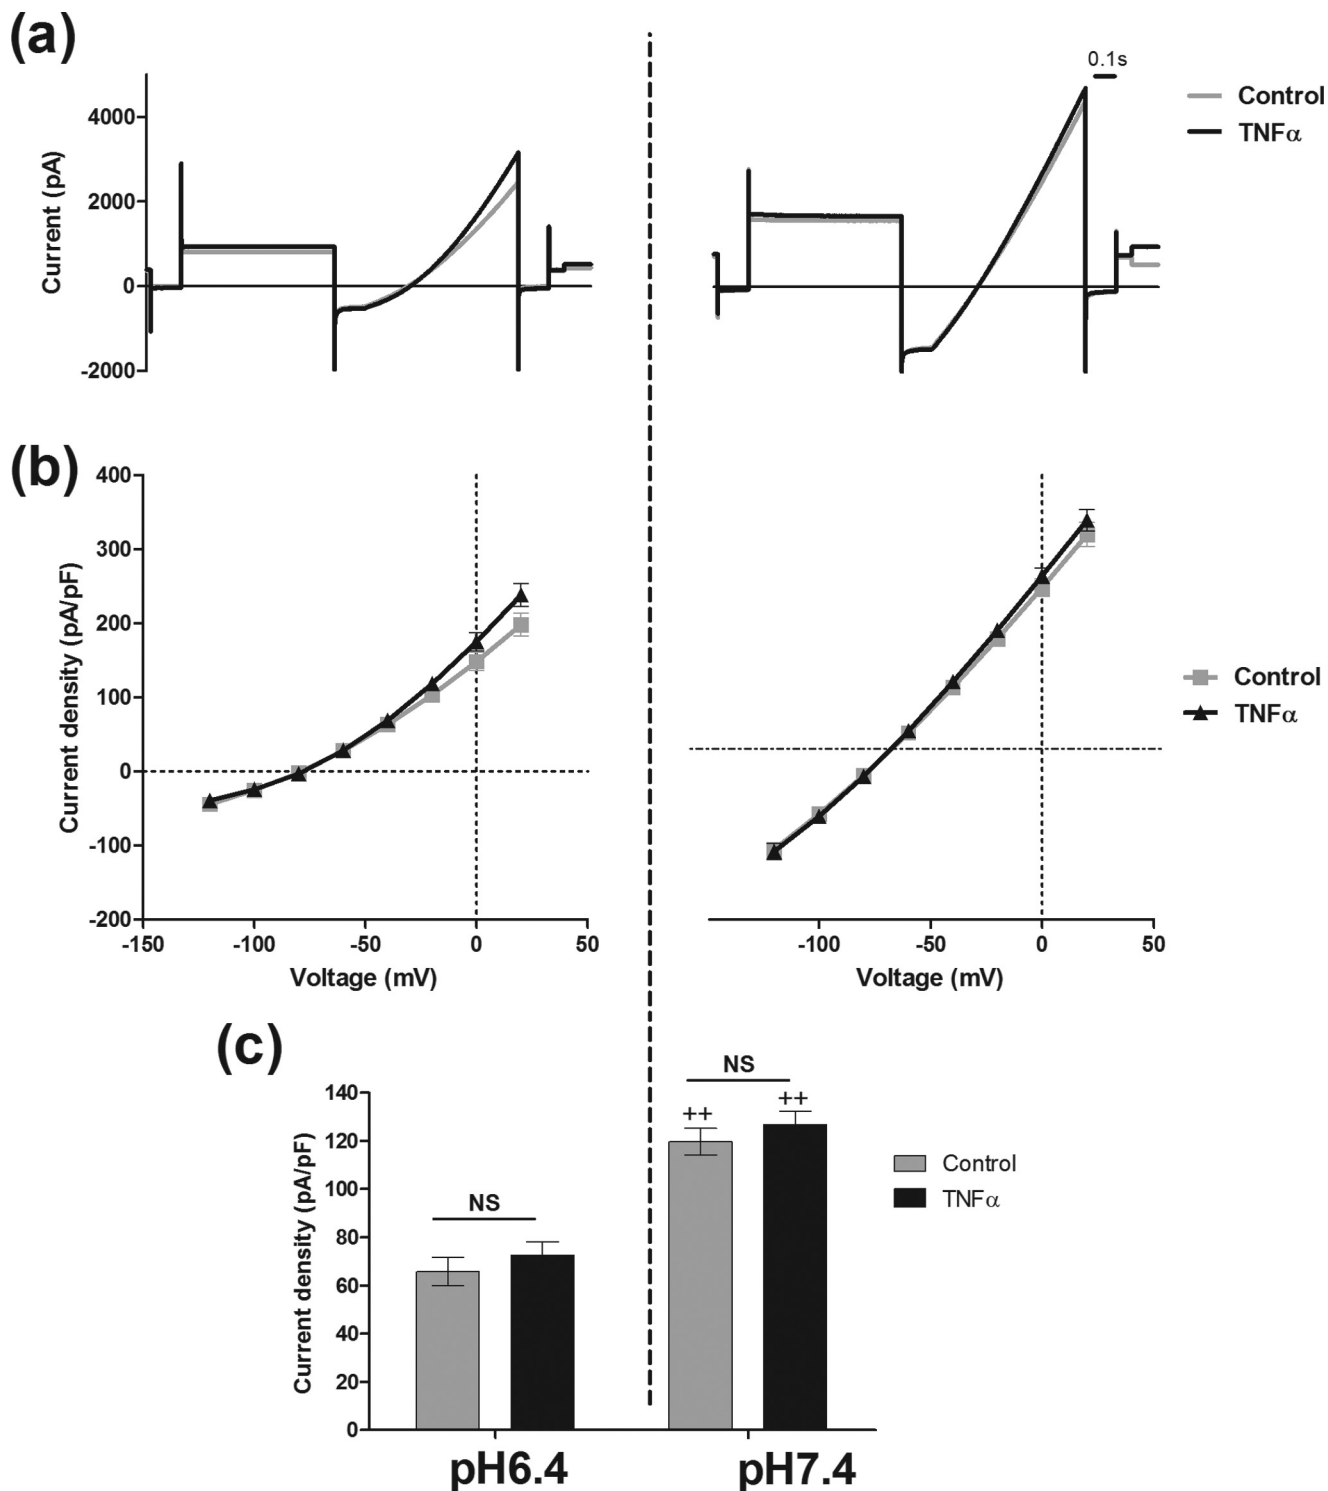 (a)
0.1s
Control
TNFα
Current (pA)
4000
2000
0
-2000
(b)
Current density (pA/pF)
400
300
200
100
0
-100
-200
-150
-100
-50
0
50
Voltage (mV)
-100
-50
0
50
Voltage (mV)
Control
TNFα
(c)
Current density (pA/pF)
140
120
100
80
60
40
20
0
NS
NS
++
++
Control
TNFα
pH6.4
pH7.4